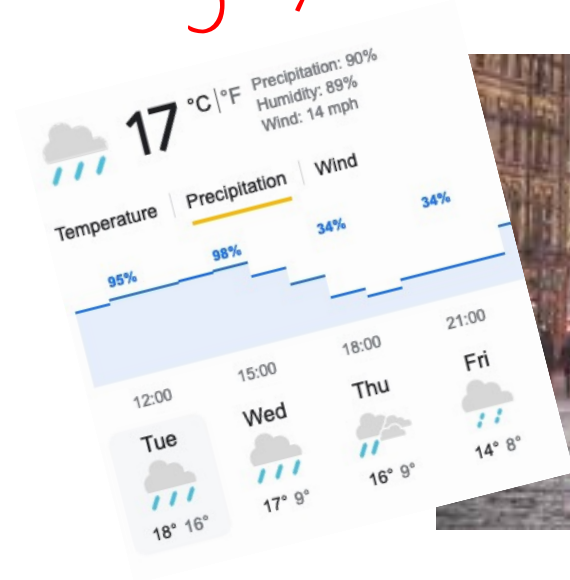 17 °C|°F
Precipitation: 90%
Humidity: 89%
Wind: 14 mph
Temperature Precipitation Wind
95% 98% 34% 34%
12:00 15:00 18:00 21:00
Tue Wed Thu Fri
18° 16° 17° 9° 16° 9° 14° 8°